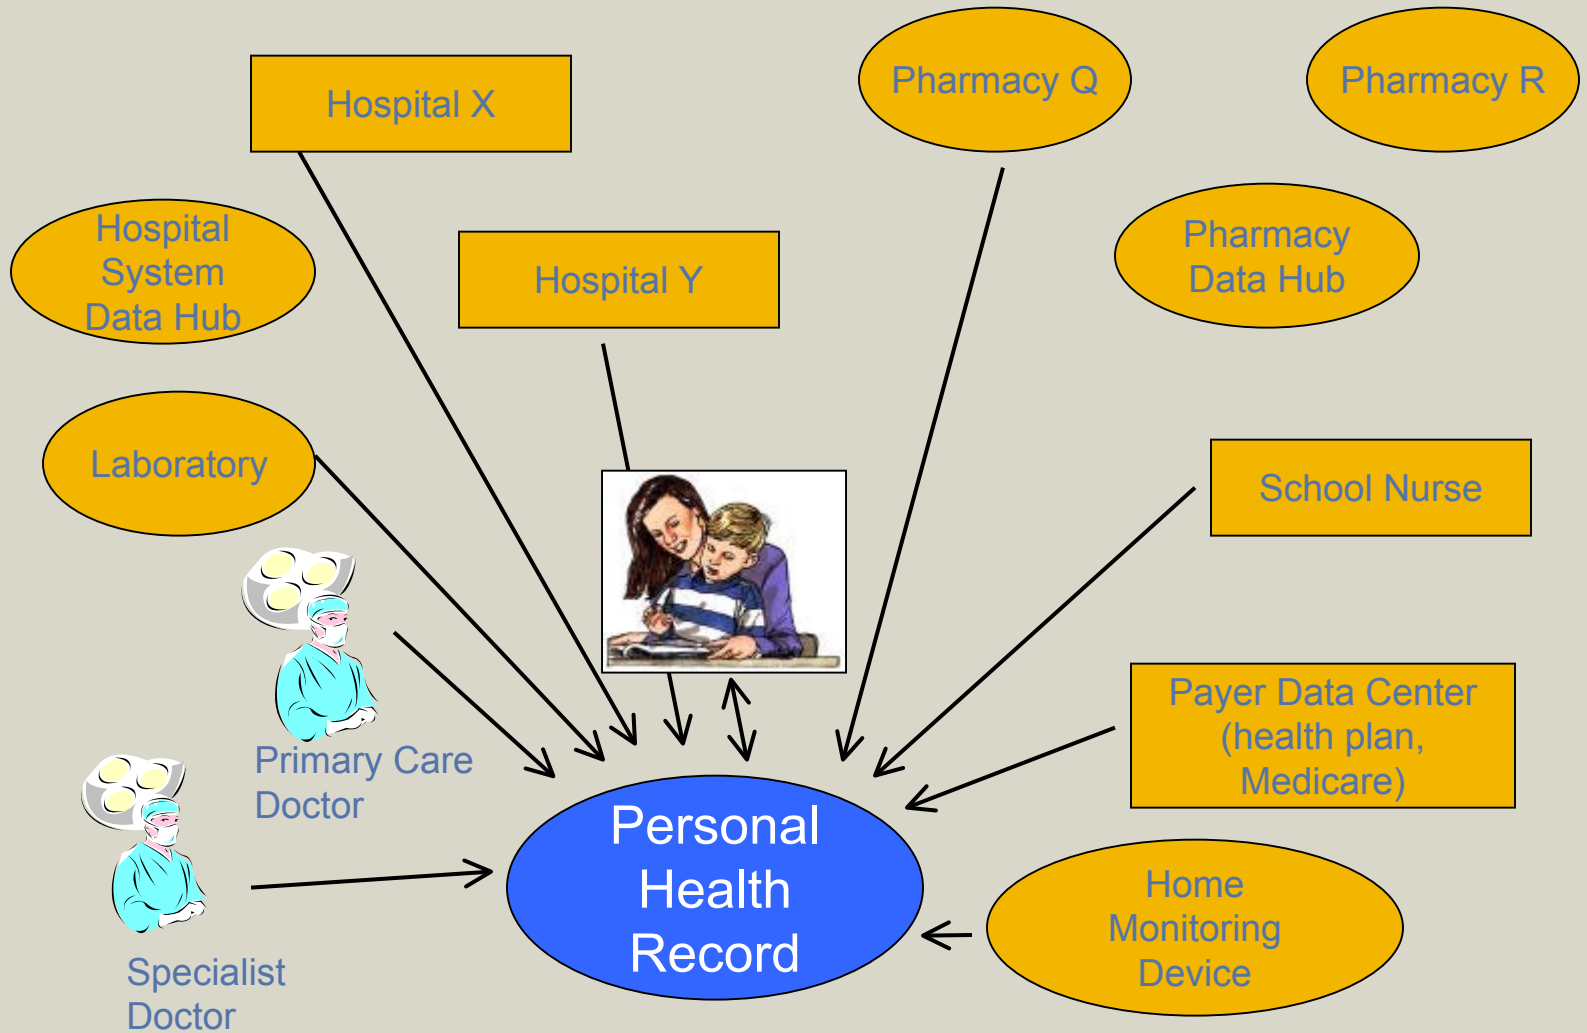 Pharmacy Q
Pharmacy R
Hospital X
Hospital
System
Data Hub
Hospital Y
Pharmacy
Data Hub
Laboratory
School Nurse
Primary Care
Doctor
Payer Data Center
(health plan,
Medicare)
Personal
Health
Record
Home
Monitoring
Device
Specialist
Doctor